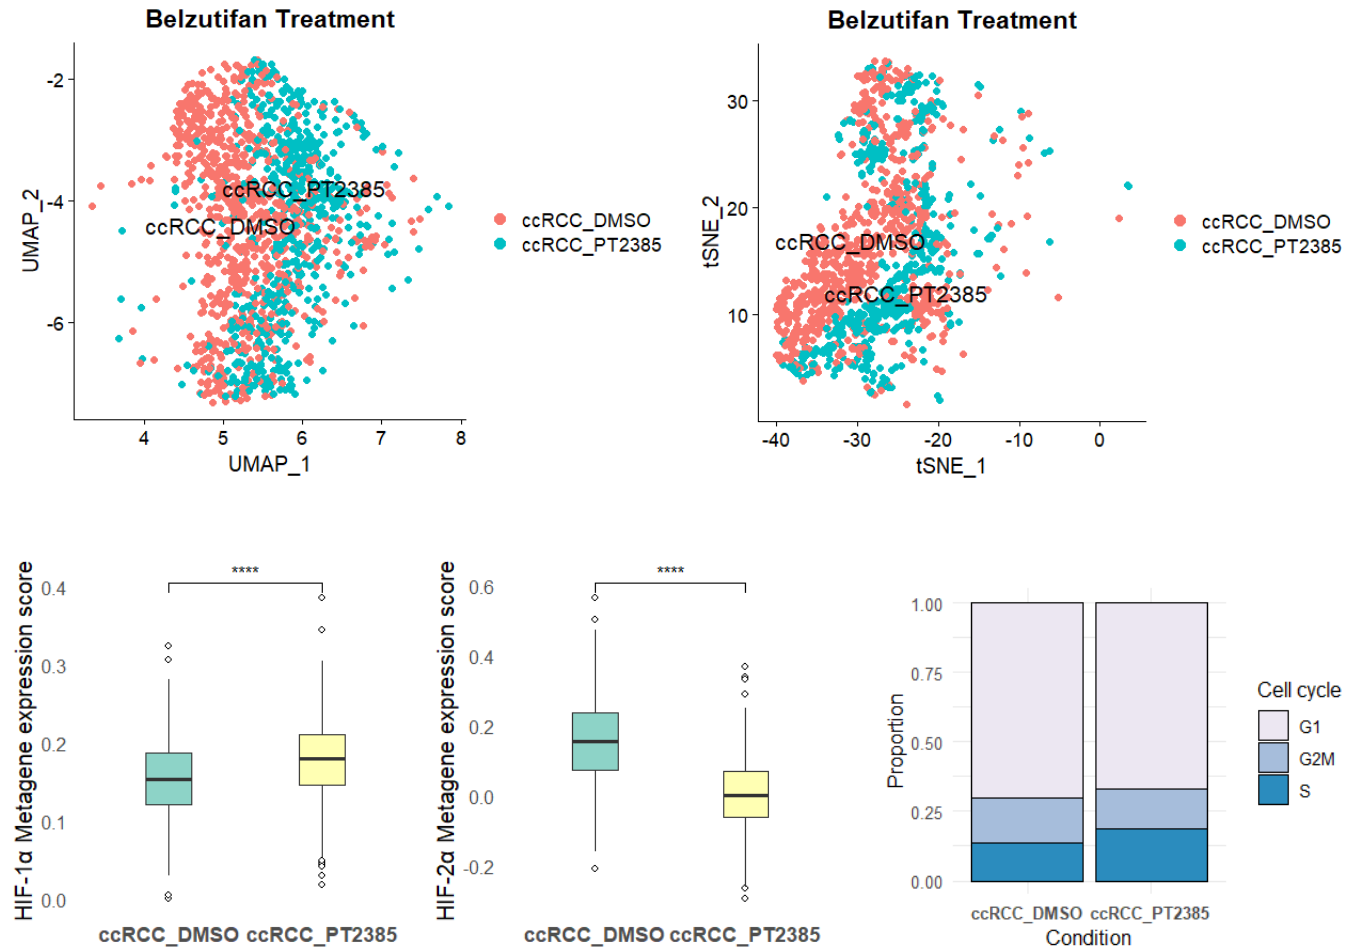 Belzutifan Treatment
UMAP_2
-2
-4
-6
ccRCC_PT2385
ccRCC_DMSO
4 5 6 7 8
UMAP_1
ccRCC_DMSO
ccRCC_PT2385
Belzutifan Treatment
tSNE_2
30
20
10
ccRCC_DMSO
ccRCC_PT2385
-40 -30 -20 -10 0
tSNE_1
ccRCC_DMSO
ccRCC_PT2385
HIF-1α Metagene expression score
0.4
0.3
0.2
0.1
0.0
****
ccRCC_DMSO ccRCC_PT2385
HIF-2α Metagene expression score
0.6
0.4
0.2
0.0
-0.2
****
ccRCC_DMSO ccRCC_PT2385
Proportion
1.00
0.75
0.50
0.25
0.00
ccRCC_DMSO ccRCC_PT2385
Condition
Cell cycle
G1
G2M
S